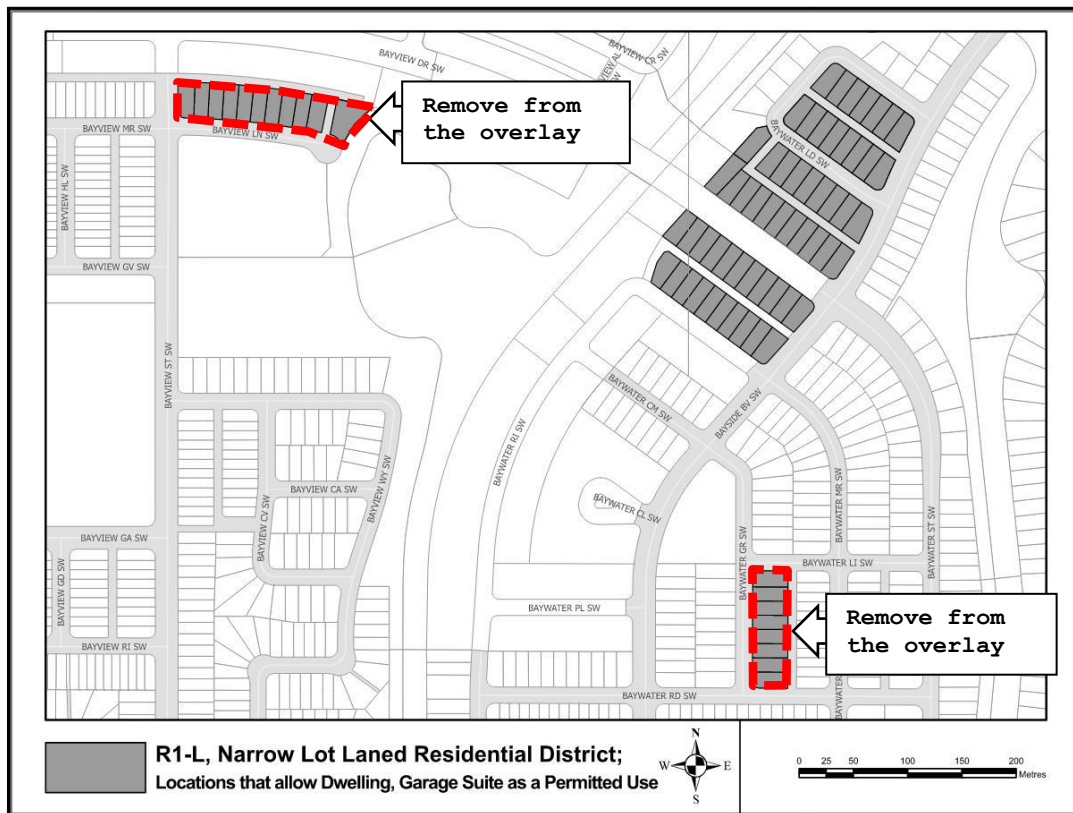 BAYVIEW DR SW
BAYVIEW CR SW
BAYVIEW AL
SW
Remove from
the overlay
BAYVIEW MR SW
BAYVIEW LN SW
BAYWATER LD SW
BAYVIEW HL SW
BAYVIEW GV SW
BAYVIEW ST SW
BAYWATER CM SW
BAYSIDE BV SW
BAYWATER RI SW
BAYVIEW WY SW
BAYVIEW CA SW
BAYVIEW CV SW
BAYWATER CL SW
BAYWATER MR SW
BAYWATER ST SW
BAYVIEW GA SW
BAYVIEW GD SW
BAYWATER GR SW
BAYWATER LI SW
BAYWATER PL SW
Remove from
the overlay
BAYVIEW RI SW
BAYWATER RD SW
R1-L, Narrow Lot Laned Residential District;
Locations that allow Dwelling, Garage Suite as a Permitted Use
N
W
E
S
0 25 50 100 150 200
Metres